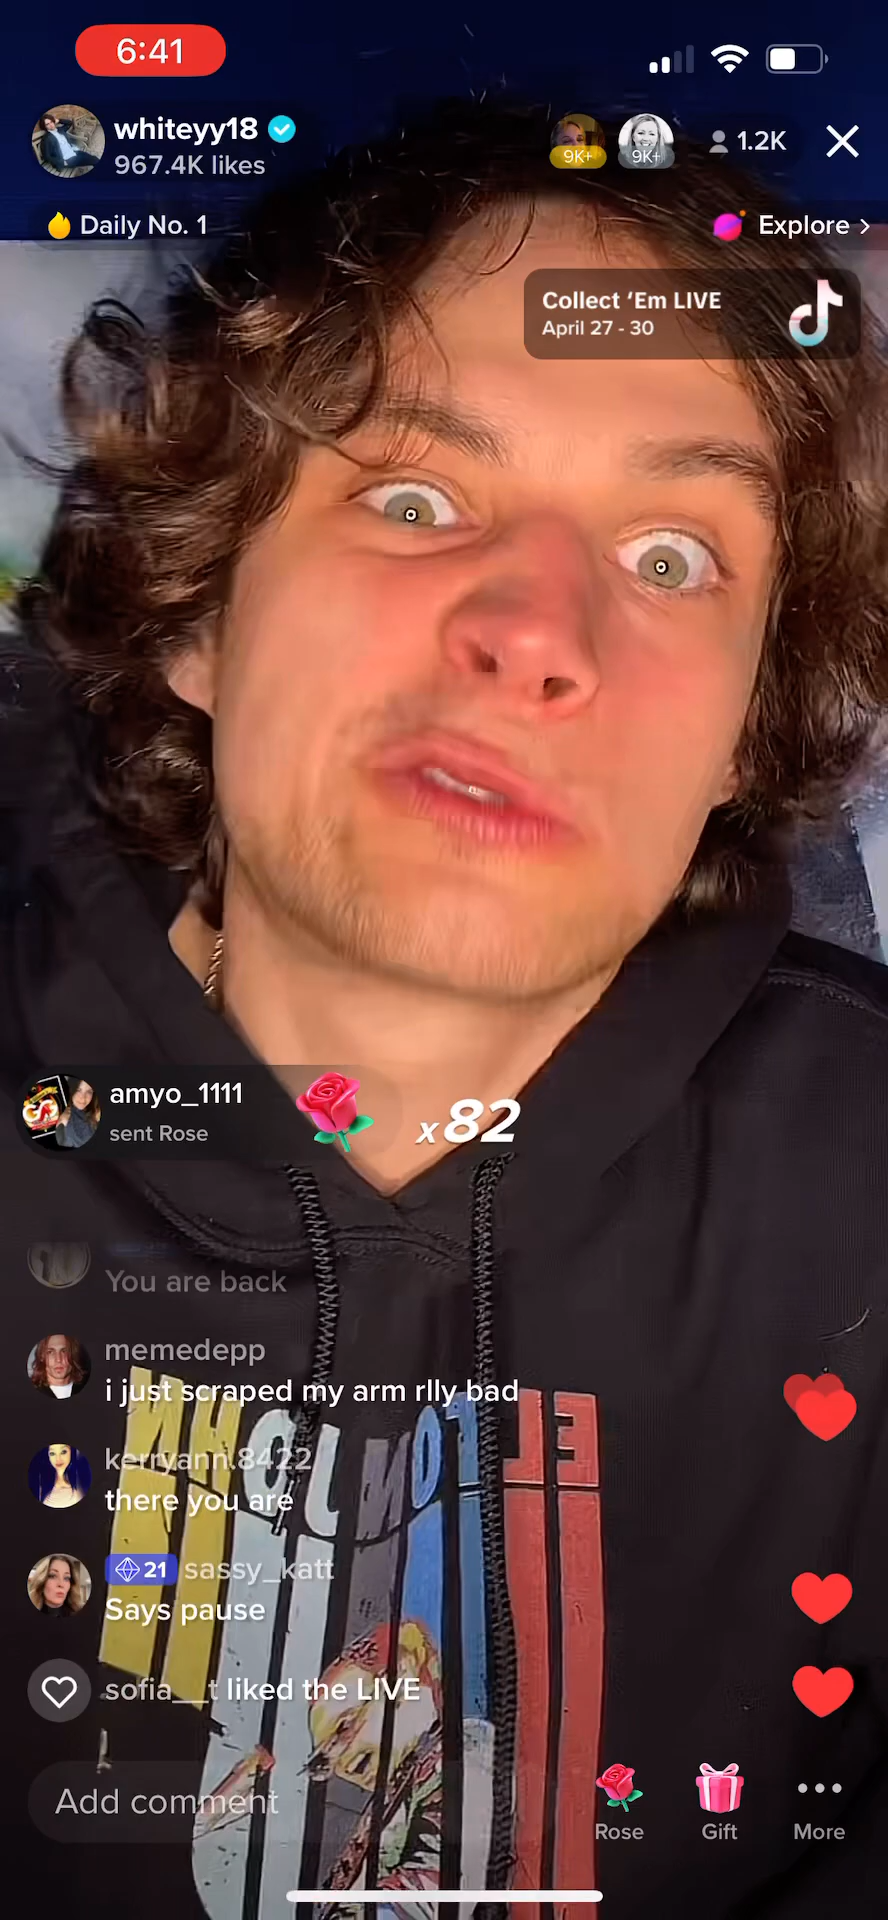 6:41
whiteyy18
967.4K likes
9K+
9K+
1.2K
Daily No. 1
Explore >
Collect ‘Em LIVE
April 27 - 30
amyo_1111
sent Rose
x82
You are back
memedepp
i just scraped my arm rlly bad
kerryann.8422
there you are
21 sassy_katt
Says pause
sofia__t liked the LIVE
ELTON JOHN
Add comment
Rose
Gift
More